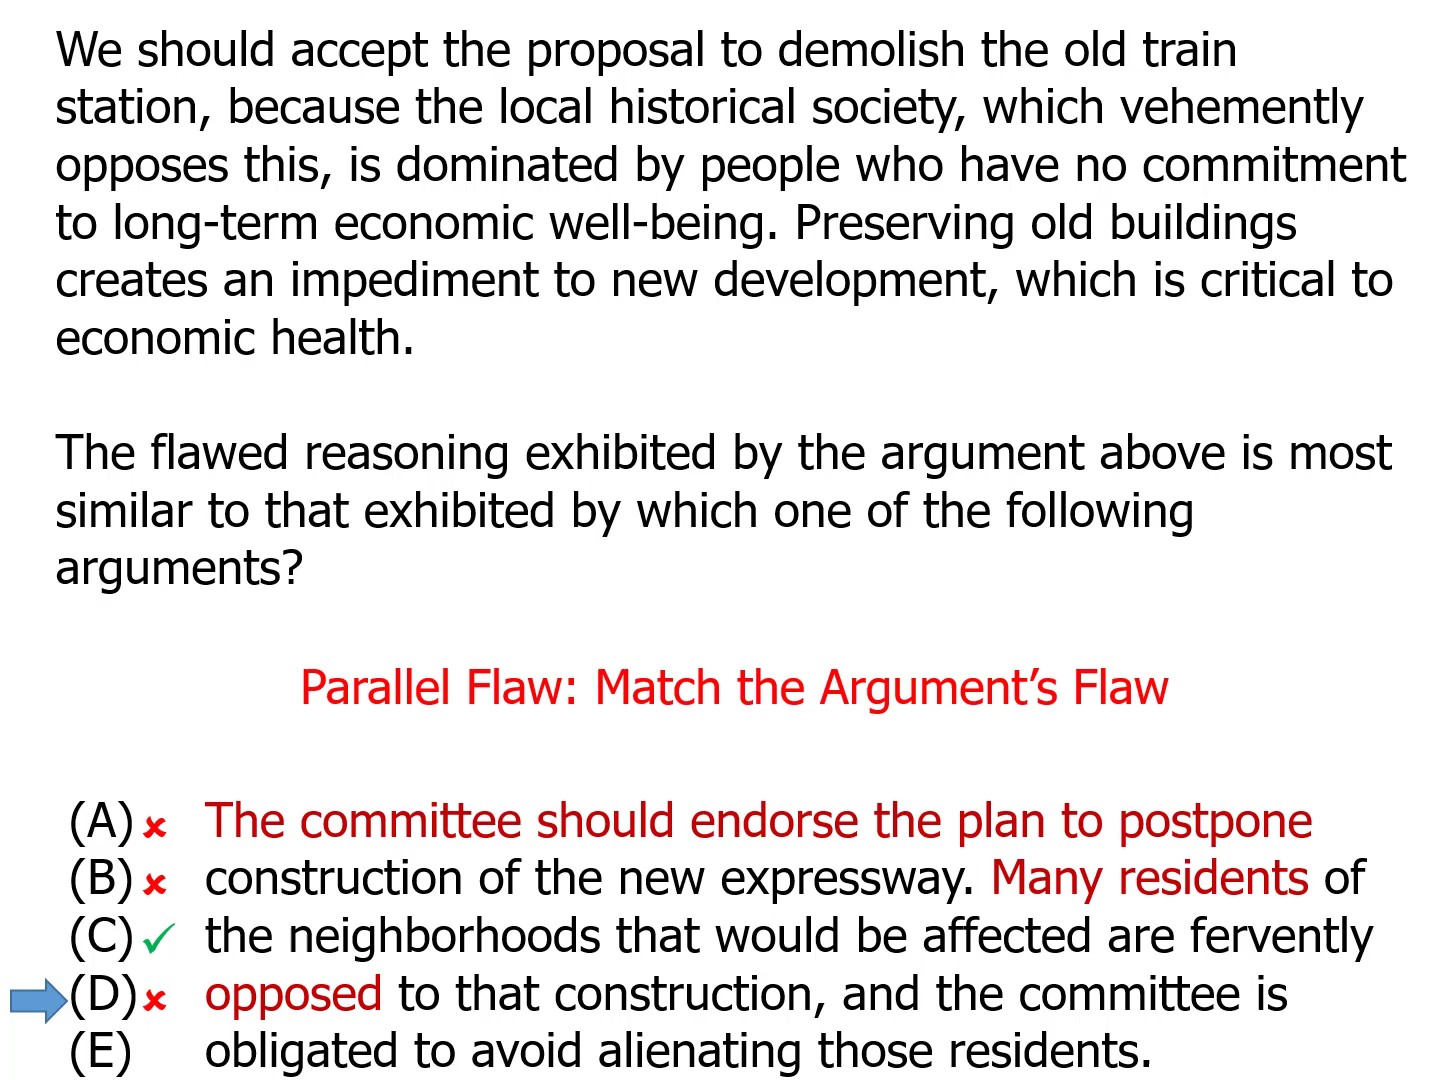 We should accept the proposal to demolish the old train
station, because the local historical society, which vehemently
opposes this, is dominated by people who have no commitment
to long-term economic well-being. Preserving old buildings
creates an impediment to new development, which is critical to
economic health.
The flawed reasoning exhibited by the argument above is most
similar to that exhibited by which one of the following
arguments?
Parallel Flaw: Match the Argument’s Flaw
(A) ✘ The committee should endorse the plan to postpone
(B) ✘ construction of the new expressway. Many residents of
(C) ✓ the neighborhoods that would be affected are fervently
(D) ✘ opposed to that construction, and the committee is
(E) obligated to avoid alienating those residents.